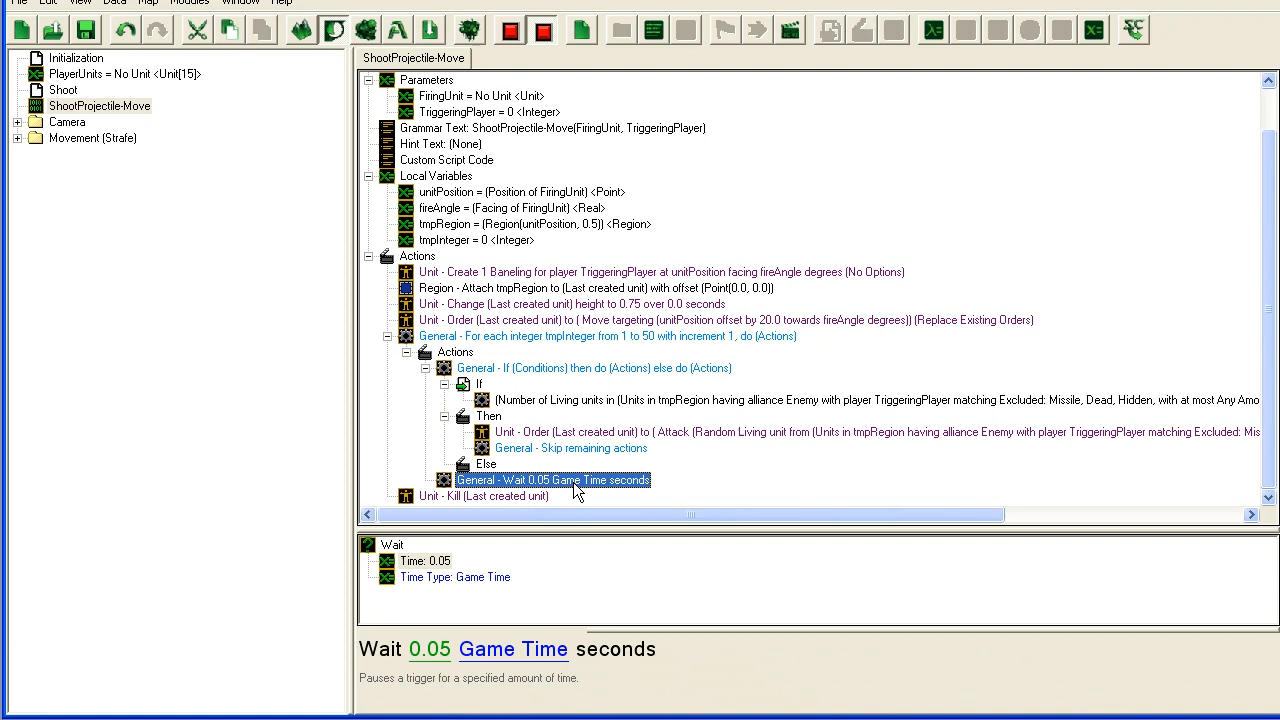 File Edit View Data Map Modules Window Help
Initialization
PlayerUnits = No Unit <Unit[15]>
Shoot
ShootProjectile-Move
Camera
ShootProjectile-Move
Parameters
FiringUnit = No Unit <Unit>
TriggeringPlayer = 0 <Integer>
Grammar Text: ShootProjectile-Move(FiringUnit, TriggeringPlayer)
Hint Text: (None)
Custom Script Code
Local Variables
unitPosition = (Position of FiringUnit) <Point>
fireAngle = (Facing of FiringUnit) <Real>
tmpRegion = (Region(unitPosition, 0.5)) <Region>
tmpInteger = 0 <Integer>
Actions
Unit - Create 1 Baneling for player TriggeringPlayer at unitPosition facing fireAngle degrees (No Options)
Region - Attach tmpRegion to (Last created unit) with offset (Point(0.0, 0.0))
Unit - Change (Last created unit) height to 0.75 over 0.0 seconds
Unit - Order (Last created unit) to ( Move targeting (unitPosition offset by 20.0 towards fireAngle degrees)) (Replace Existing Orders)
General - For each integer tmpInteger from 1 to 50 with increment 1, do (Actions)
Actions
General - If (Conditions) then do (Actions) else do (Actions)
If
(Number of Living units in (Units in tmpRegion having alliance Enemy with player TriggeringPlayer matching Excluded: Missile, Dead, Hidden, with at most Any Amo
Then
Unit - Order (Last created unit) to ( Attack (Random Living unit from (Units in tmpRegion having alliance Enemy with player TriggeringPlayer matching Excluded: Mis
General - Skip remaining actions
Else
General - Wait 0.05 Game Time seconds
Unit - Kill (Last created unit)
Wait
Time: 0.05
Time Type: Game Time
Wait 0.05 Game Time seconds
Pauses a trigger for a specified amount of time.